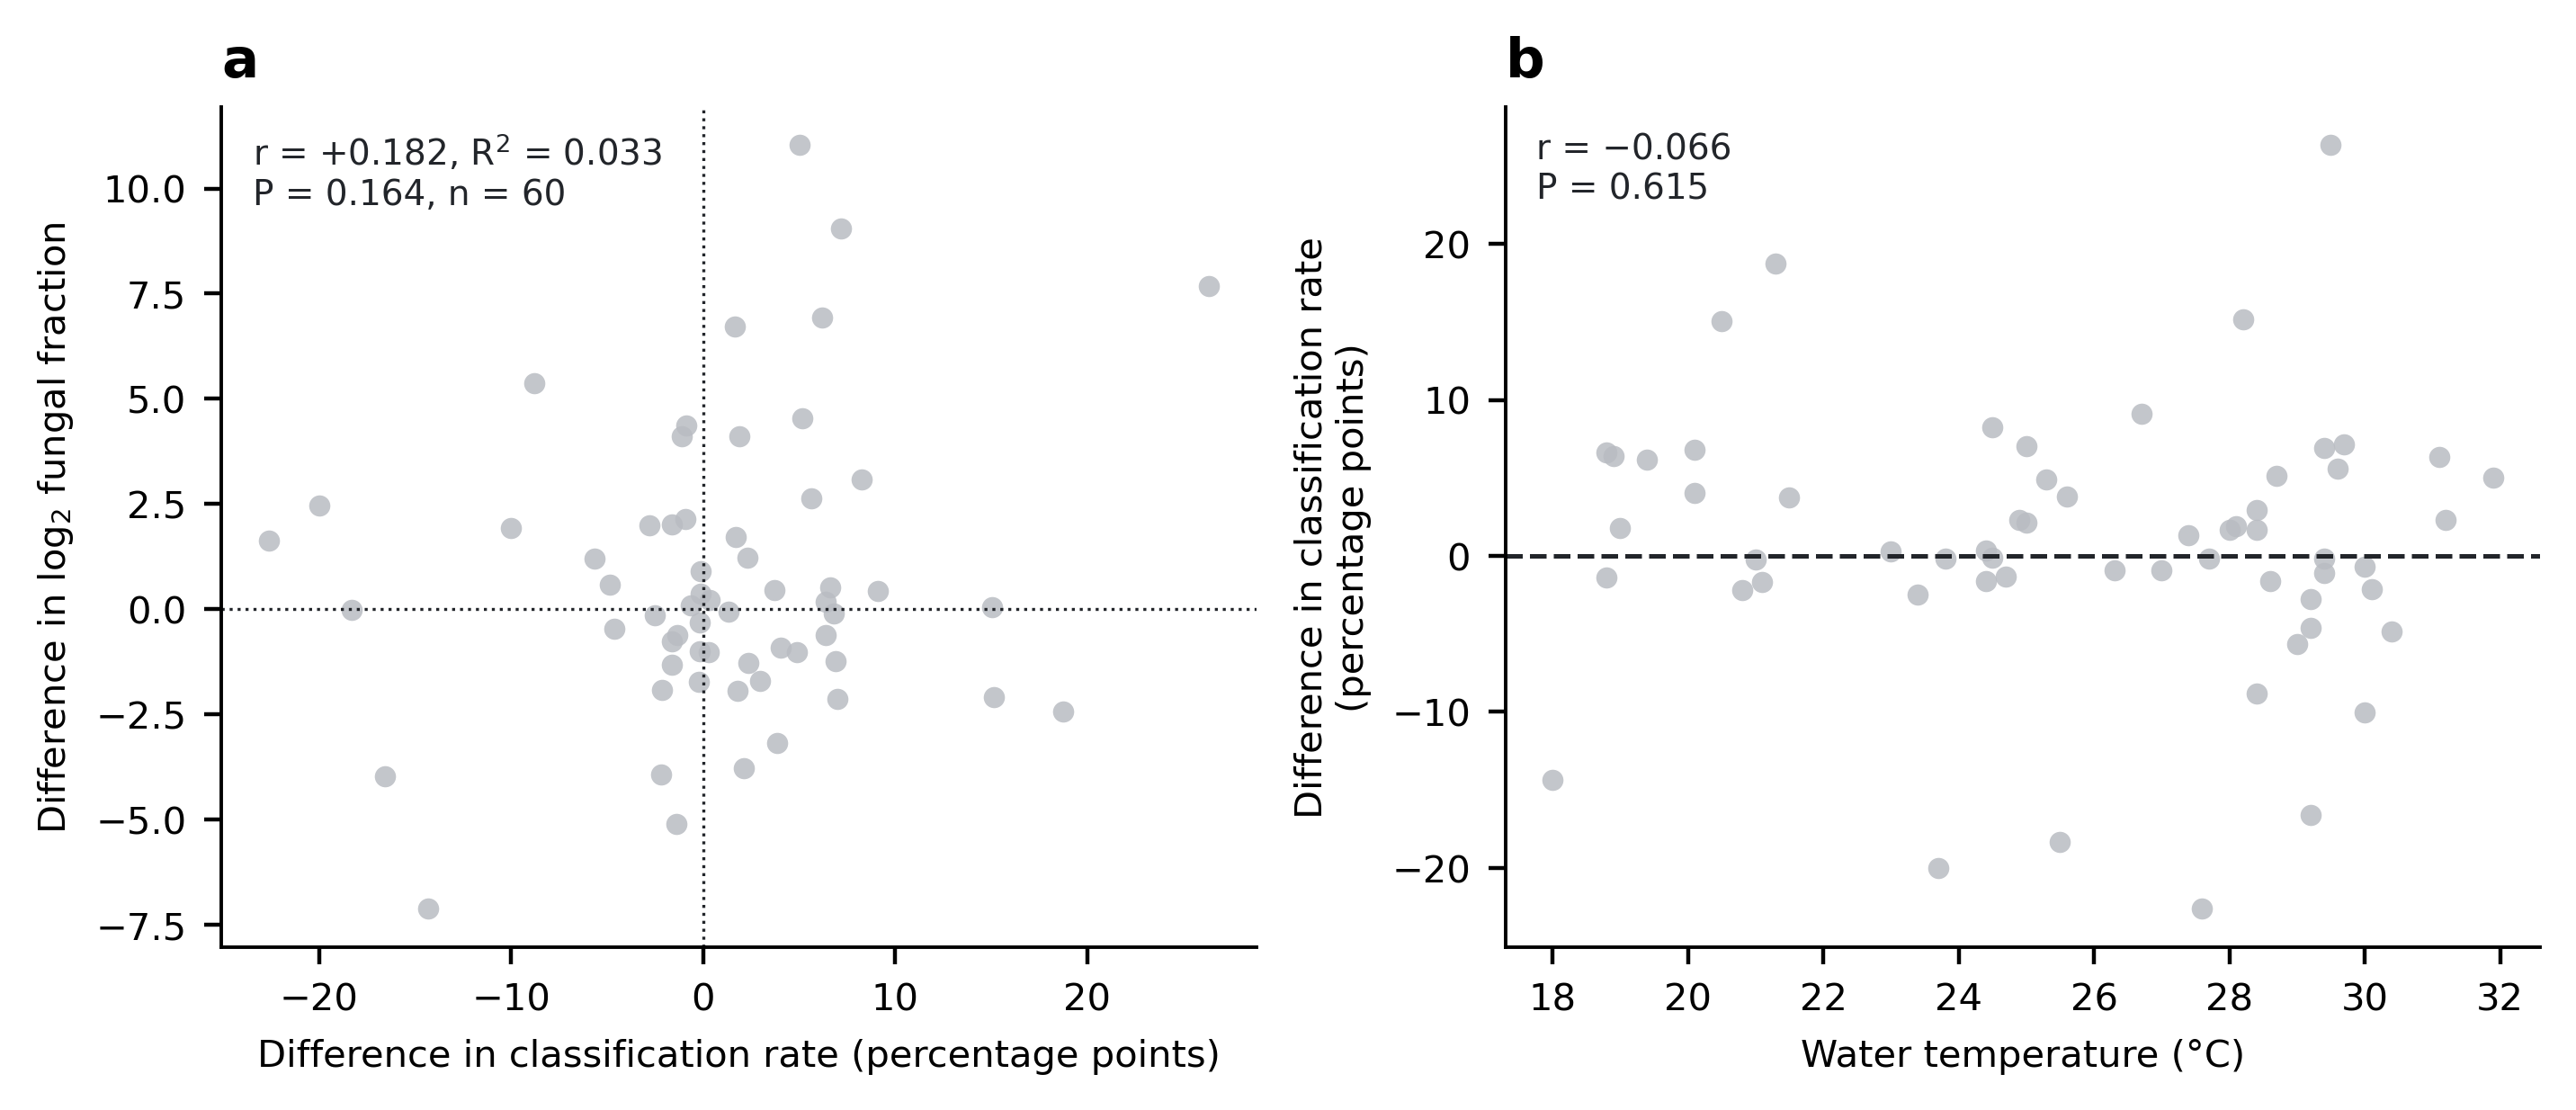 a
r = +0.182, R² = 0.033
P = 0.164, n = 60
Difference in log₂ fungal fraction
10.0
7.5
5.0
2.5
0.0
−2.5
−5.0
−7.5
−20
−10
0
10
20
Difference in classification rate (percentage points)
b
r = −0.066
P = 0.615
Difference in classification rate
(percentage points)
20
10
0
−10
−20
18
20
22
24
26
28
30
32
Water temperature (°C)